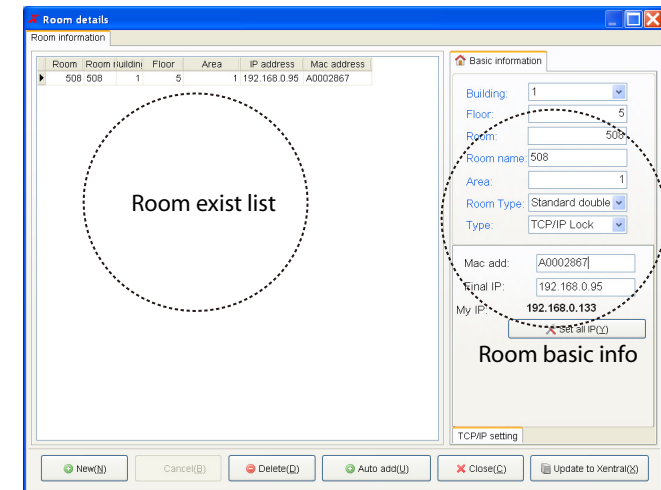 Room details
Room information
Room Room Buildin Floor Area IP address Mac address
508 508 1 5 1 192.168.0.95 A0002867
Room exist list
Basic information
Building: 1
Floor: 5
Room: 508
Room name: 508
Area: 1
Room Type: Standard double
Type: TCP/IP Lock
Mac add: A0002867
Final IP: 192.168.0.95
My IP: 192.168.0.133
Set all IP(Y)
Room basic info
TCP/IP setting
New(N) Cancel(B) Delete(D) Auto add(U) Close(C) Update to Xentral(X)